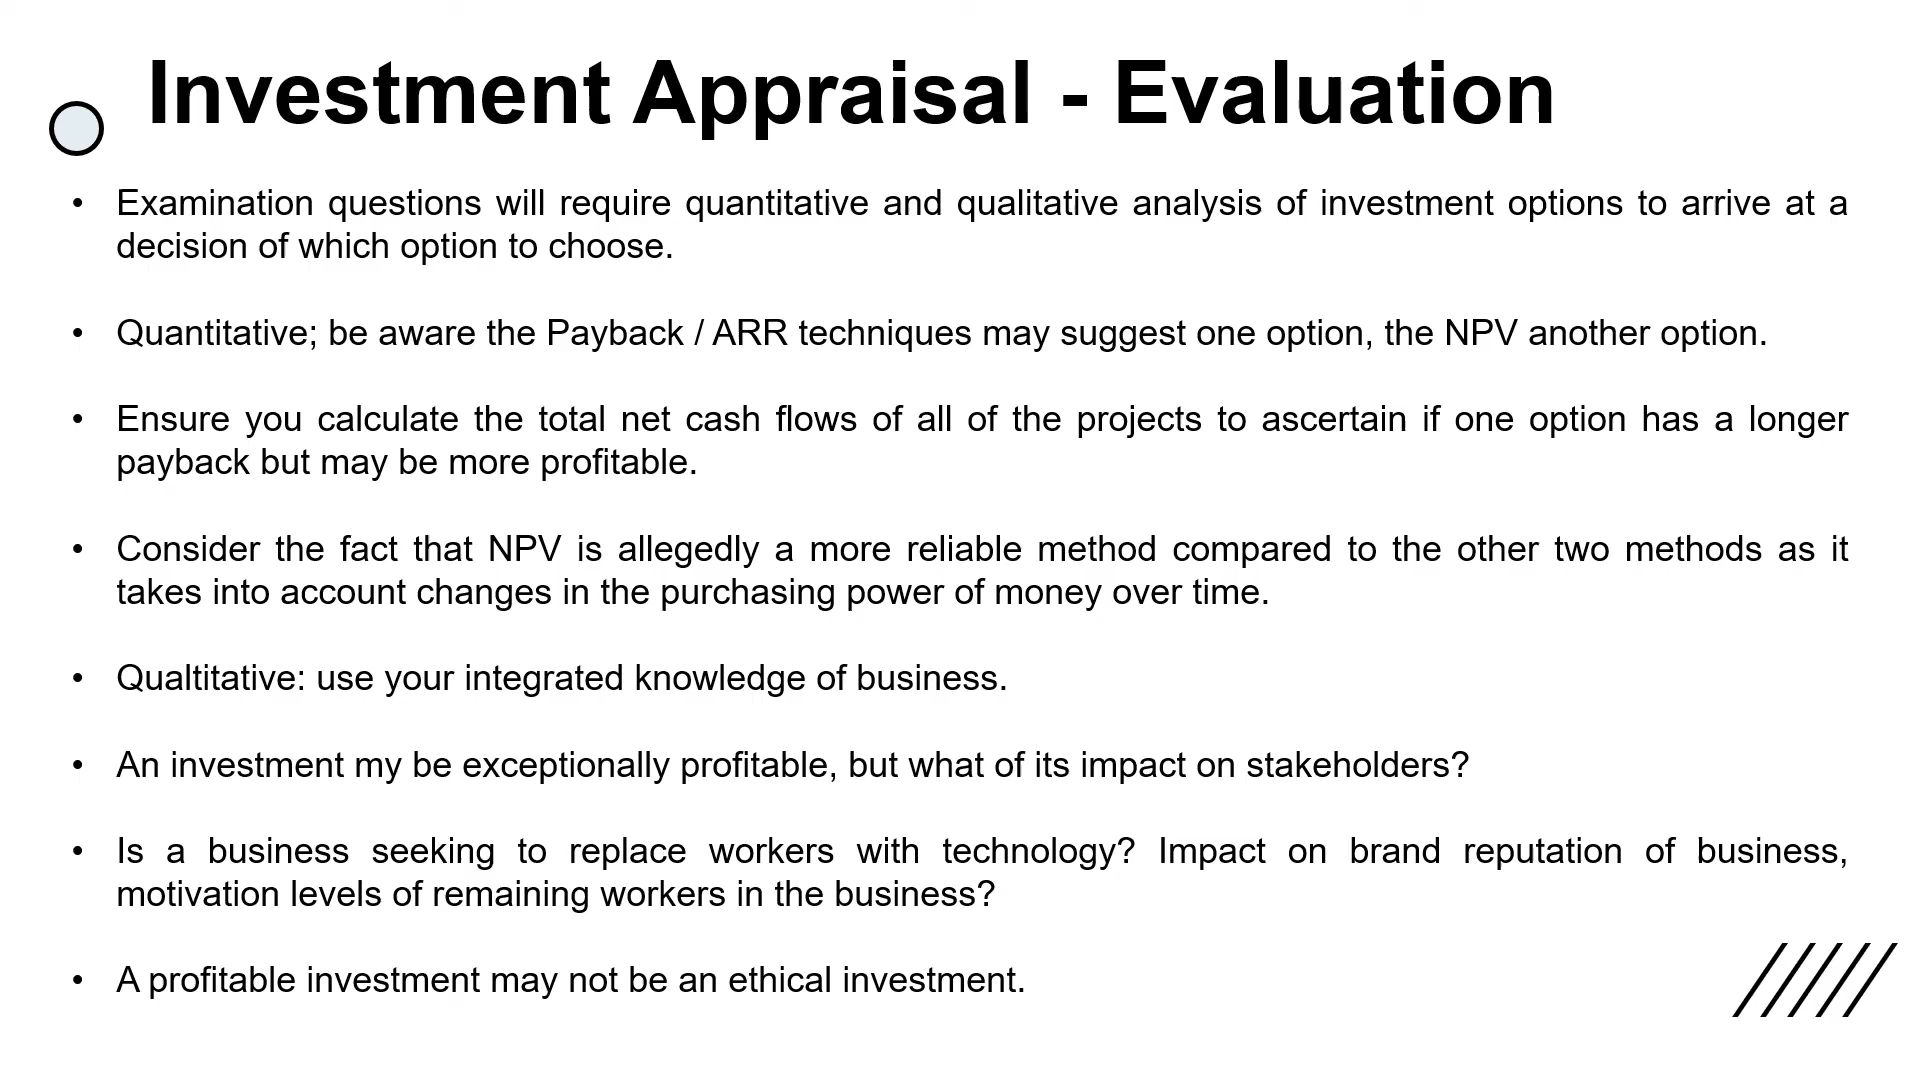 Investment Appraisal - Evaluation
• Examination questions will require quantitative and qualitative analysis of investment options to arrive at a
decision of which option to choose.
• Quantitative; be aware the Payback / ARR techniques may suggest one option, the NPV another option.
• Ensure you calculate the total net cash flows of all of the projects to ascertain if one option has a longer
payback but may be more profitable.
• Consider the fact that NPV is allegedly a more reliable method compared to the other two methods as it
takes into account changes in the purchasing power of money over time.
• Qualtitative: use your integrated knowledge of business.
• An investment my be exceptionally profitable, but what of its impact on stakeholders?
• Is a business seeking to replace workers with technology? Impact on brand reputation of business,
motivation levels of remaining workers in the business?
• A profitable investment may not be an ethical investment.